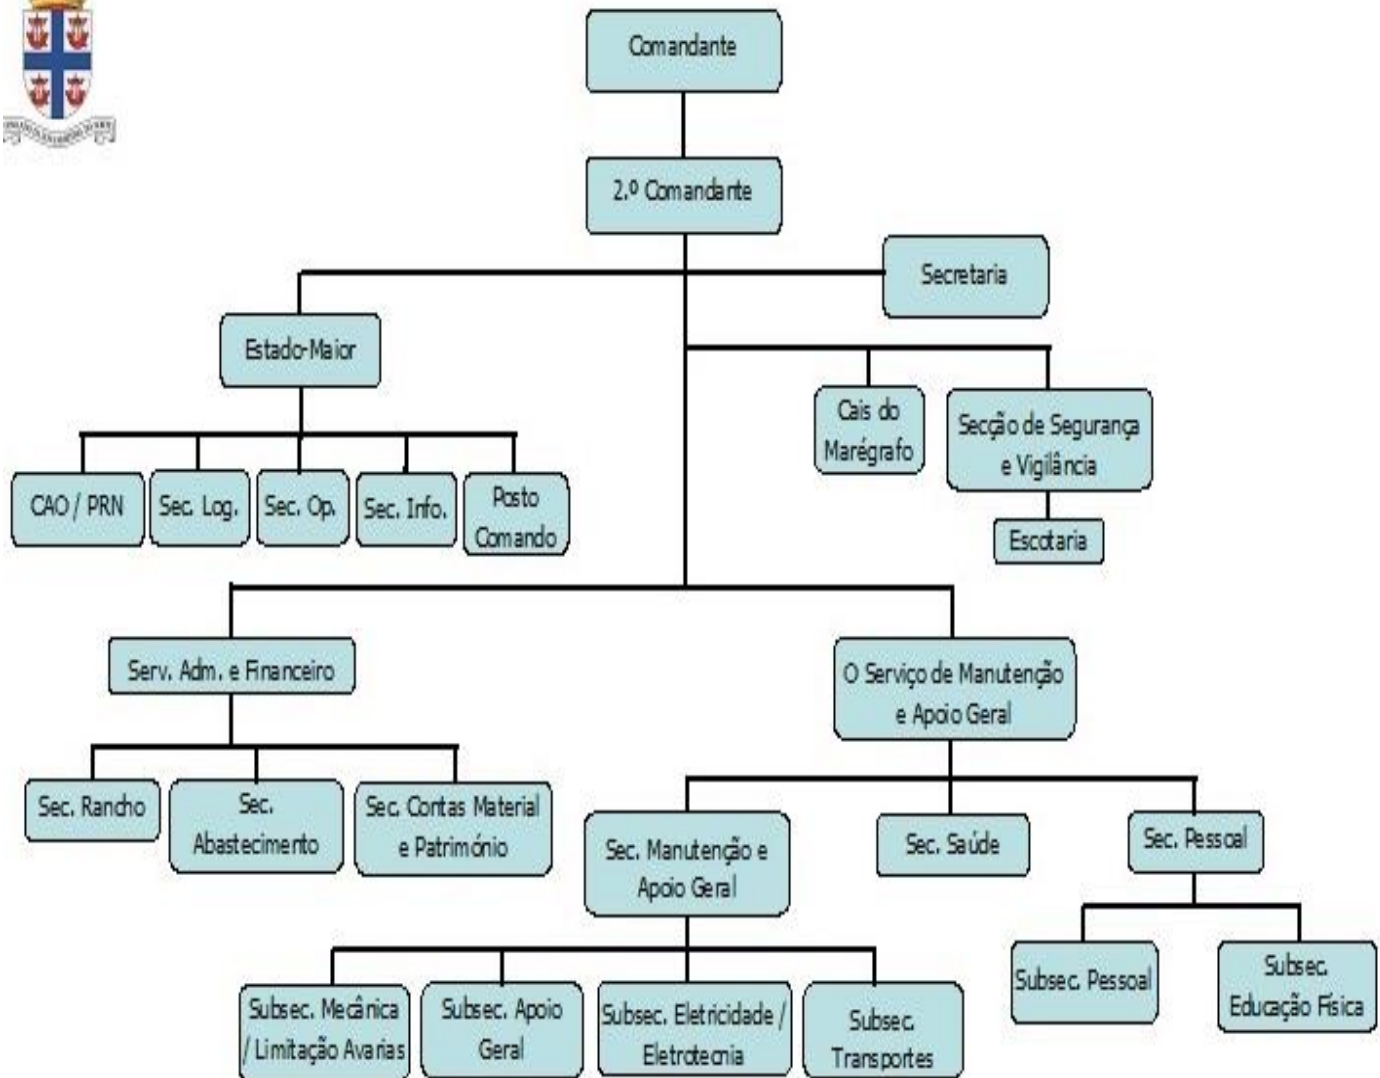 Comandante
2.º Comandante
Secretaria
Estado-Maior
Cais do
Marégrafo
Secção de Segurança
e Vigilância
CAO / PRN
Sec. Log.
Sec. Op.
Sec. Info.
Posto
Comando
Escotaria
Serv. Adm. e Financeiro
O Serviço de Manutenção
e Apoio Geral
Sec. Rancho
Sec.
Abastecimento
Sec. Contas Material
e Património
Sec. Manutenção e
Apoio Geral
Sec. Saúde
Sec. Pessoal
Subsec. Mecânica
/ Limitação Avarias
Subsec. Apoio
Geral
Subsec. Eletricidade /
Eletrotecnia
Subsec.
Transportes
Subsec. Pessoal
Subsec.
Educação Física